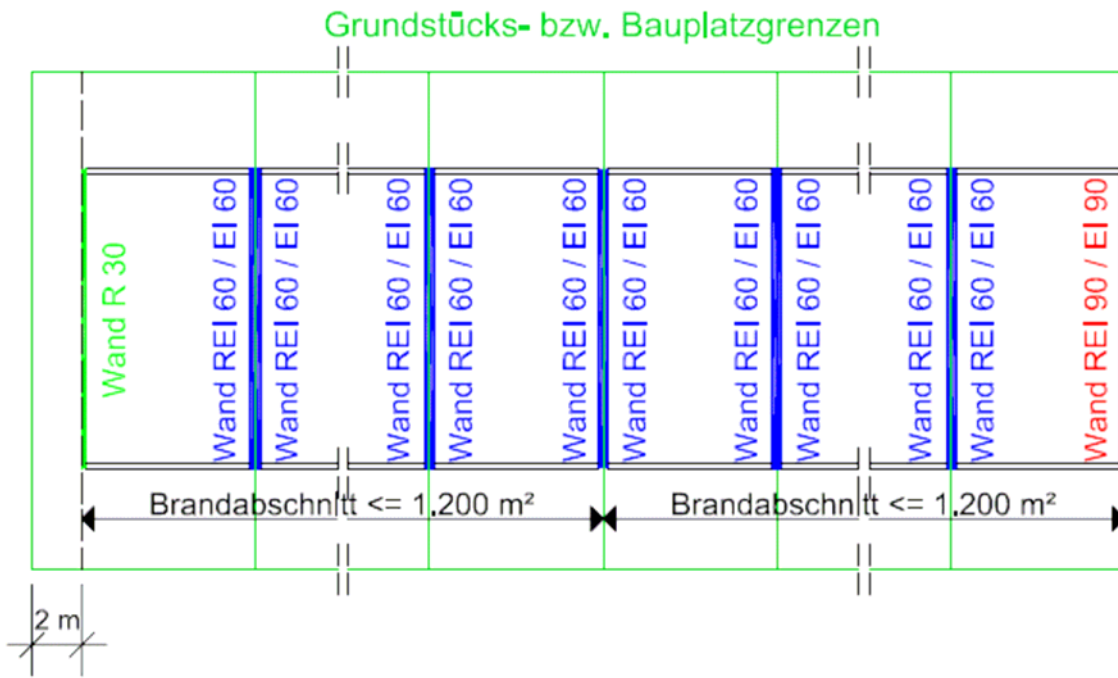 Grundstücks- bzw. Bauplatzgrenzen
Wand R 30
Wand REI 60 / EI 60
Wand REI 60 / EI 60
Wand REI 60 / EI 60
Wand REI 60 / EI 60
Wand REI 60 / EI 60
Wand REI 60 / EI 60
Wand REI 60 / EI 60
Wand REI 60 / EI 60
Wand REI 60 / EI 60
Wand REI 60 / EI 60
Wand REI 90 / EI 90
Brandabschnitt <= 1.200 m²
Brandabschnitt <= 1.200 m²
2 m